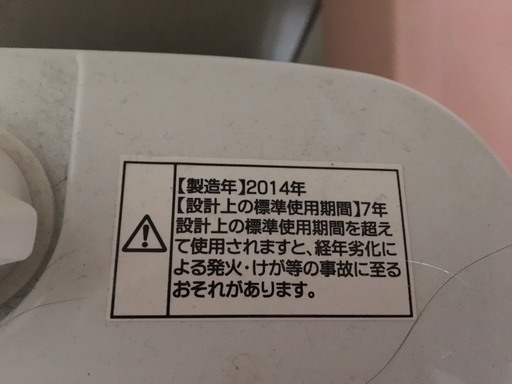 【製造年】2014年
【設計上の標準使用期間】7年
設計上の標準使用期間を超え
て使用されますと、経年劣化に
よる発火・けが等の事故に至る
おそれがあります。